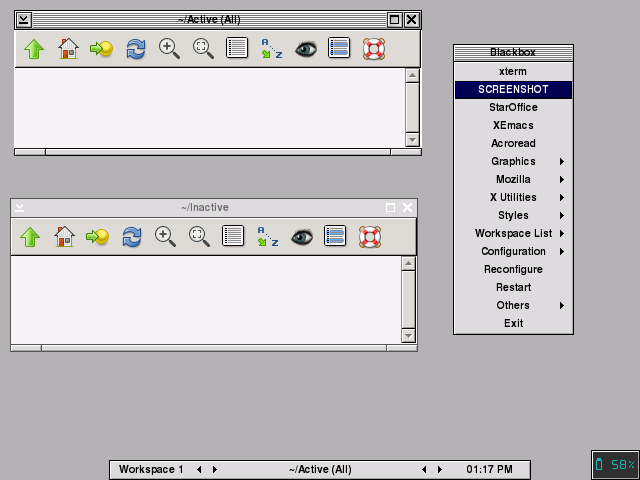 ~/Active (All)
A
Z
~/Inactive
A
Z
Blackbox
xterm
SCREENSHOT
StarOffice
XEmacs
Acroread
Graphics
Mozilla
X Utilities
Styles
Workspace List
Configuration
Reconfigure
Restart
Others
Exit
Workspace 1
~/Active (All)
01:17 PM
58%